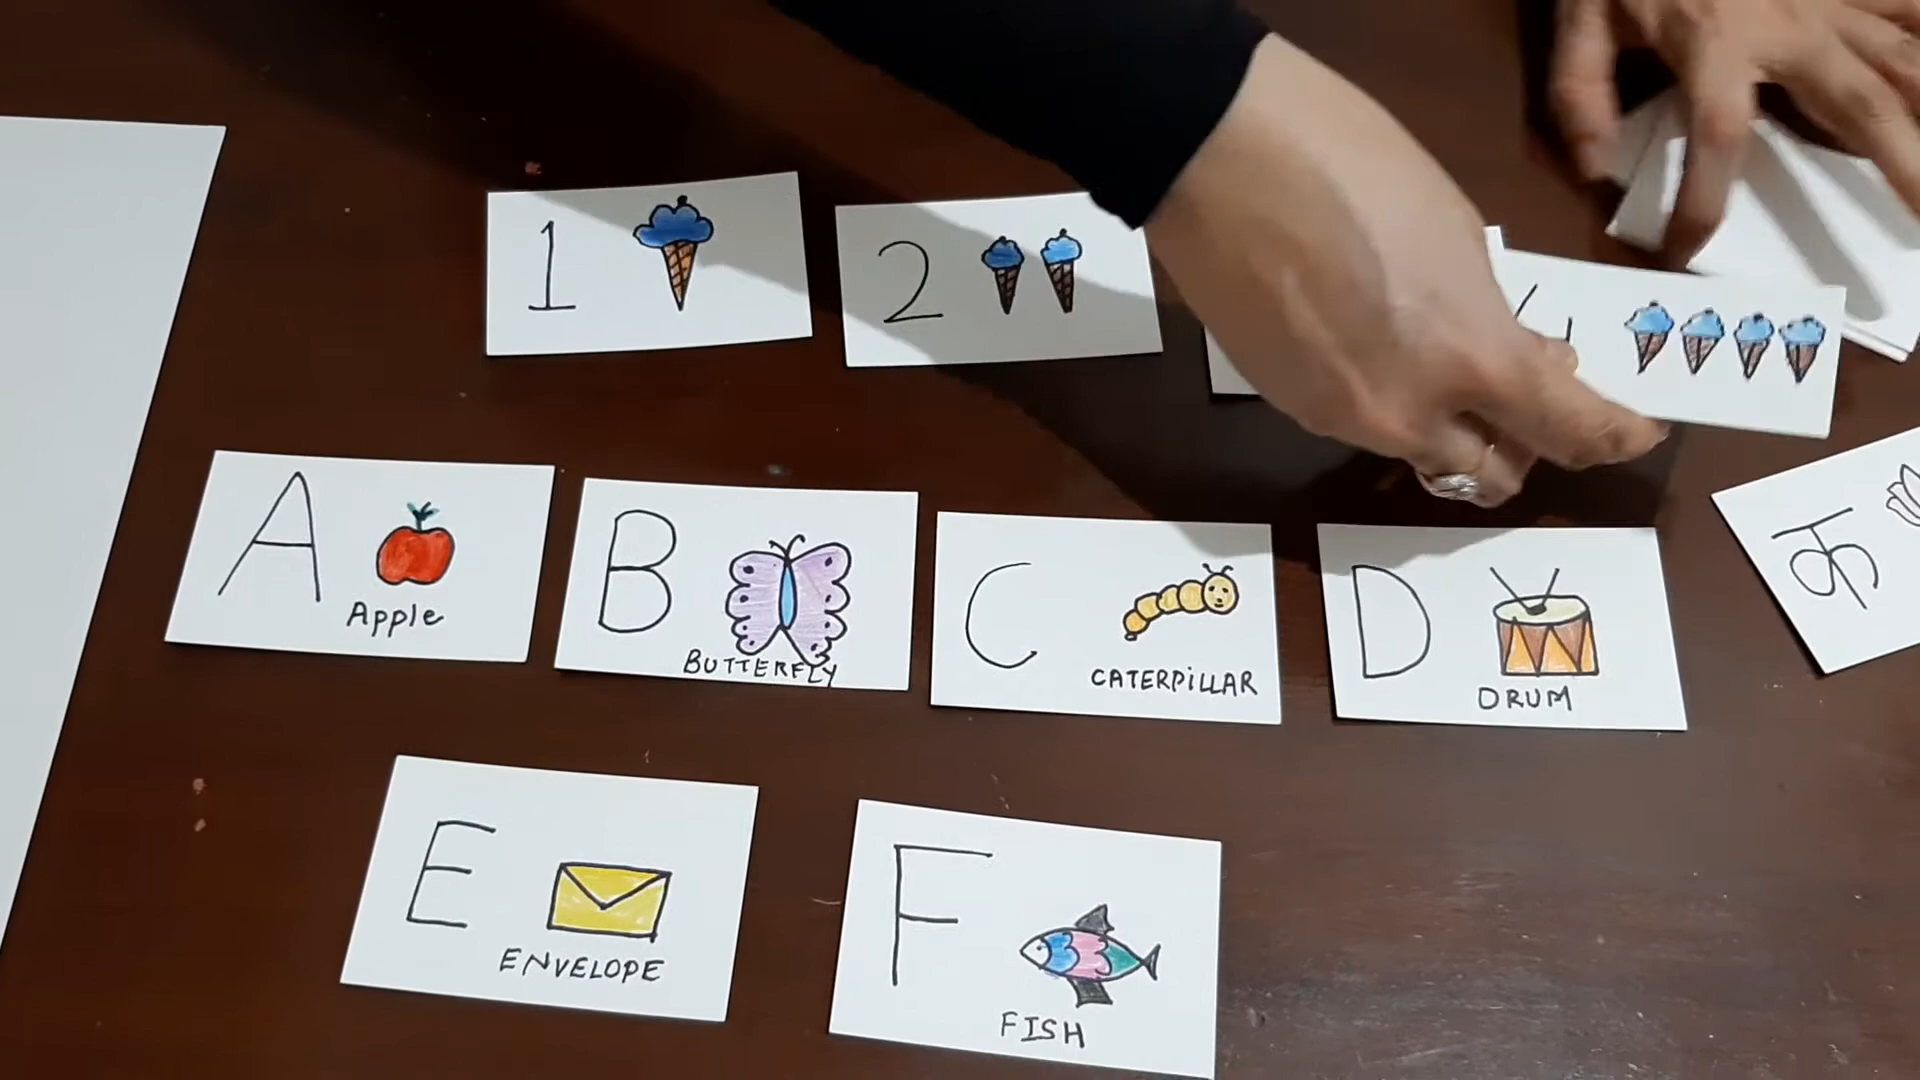 1
2
4
A
Apple
B
BUTTERFLY
C
CATERPiLLAR
D
DRUM
क
E
ENVELOPE
F
FISH